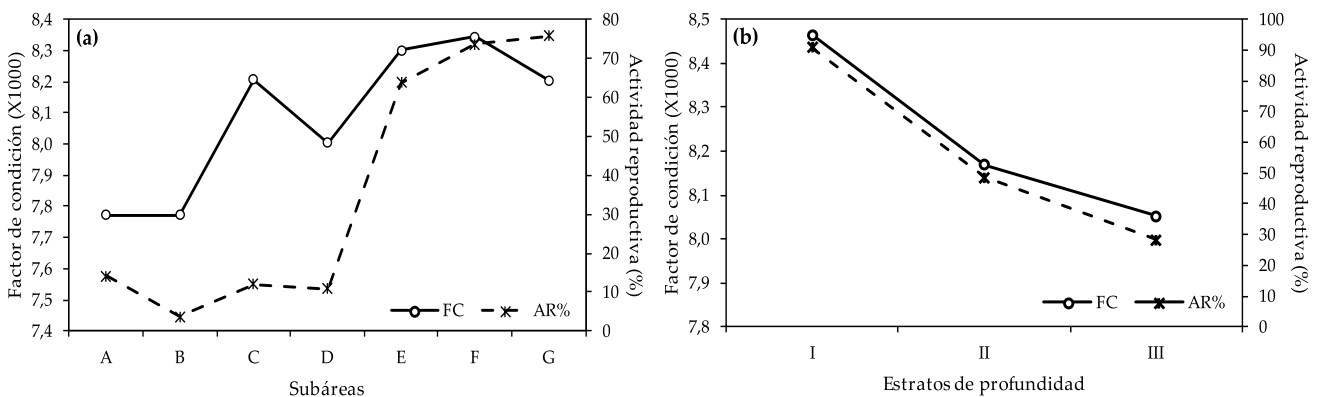 (a)
Factor de condición (X1000)
8,4
8,3
8,2
8,1
8,0
7,9
7,8
7,7
7,6
7,5
7,4
80
70
60
50
40
30
20
10
0
Actividad reproductiva (%)
FC
AR%
A B C D E F G
Subáreas
(b)
Factor de condición (X1000)
8,5
8,4
8,3
8,2
8,1
8,0
7,9
7,8
100
90
80
70
60
50
40
30
20
10
0
Actividad reproductiva (%)
FC
AR%
I II III
Estratos de profundidad